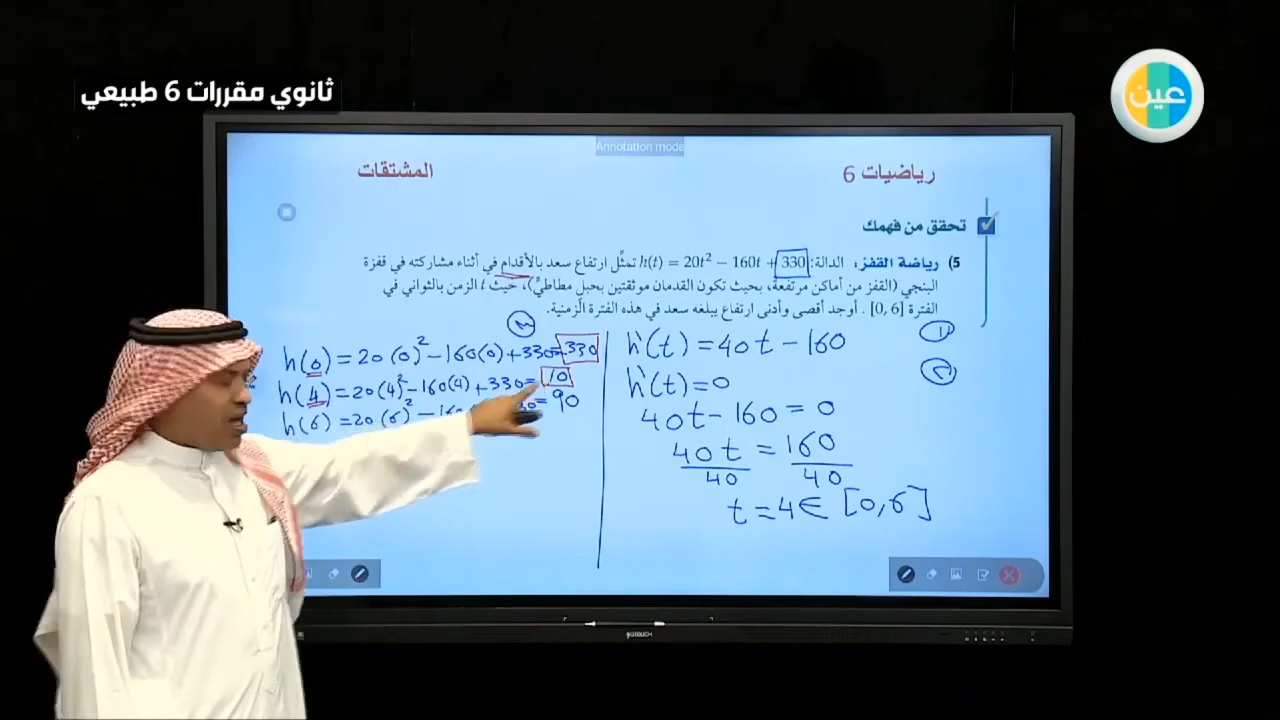 ثانوي مقررات 6 طبيعي
عين
Annotation mode
رياضيات 6
المشتقات
تحقق من فهمك
5) رياضة القفز، الدالة: h(t) = 20t² − 160t + 330 تمثِّل ارتفاع سعد بالأقدام في أثناء مشاركته في قفزة
البنجي (القفز من أماكن مرتفعة، بحيث تكون القدمان موثقتين بحبلٍ مطاطيٍّ)، حيث t الزمن بالثواني في
الفترة [0, 6] . أوجد أقصى وأدنى ارتفاع يبلغه سعد في هذه الفترة الزمنية.
١
h'(t) = 40t − 160
٢
h'(t) = 0
40t − 160 = 0
40t = 160
40 40
t = 4 ∈ [0, 6]
٣
h(0) = 20(0)² − 160(0) + 330 = 330
h(4) = 20(4)² − 160(4) + 330 = 10
h(6) = 20(6)² − = 90